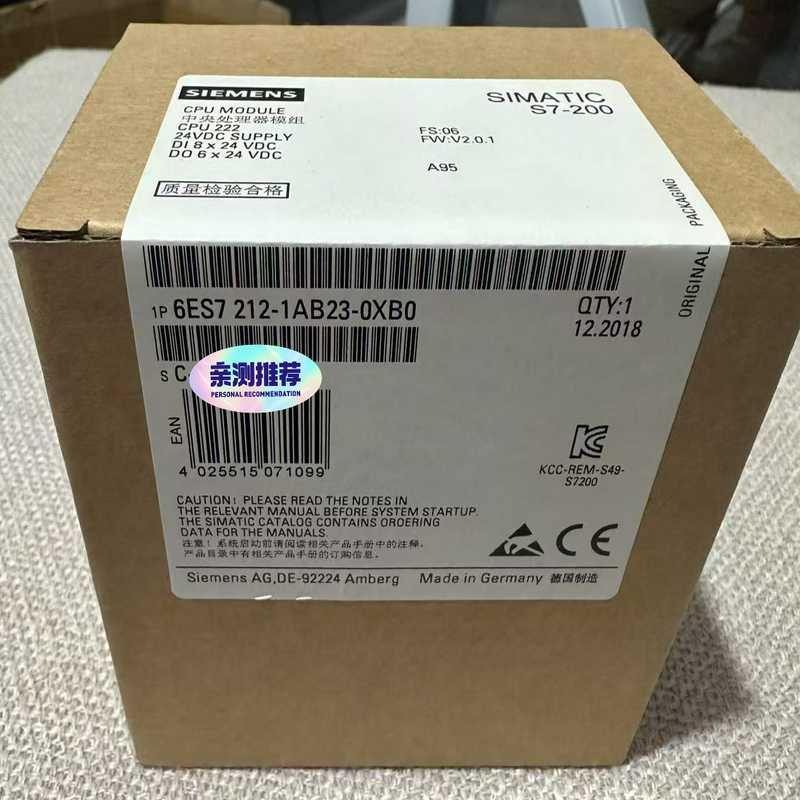 SIEMENS
CPU MODULE
中央处理器模组
CPU 222
24VDC SUPPLY
DI 8 x 24 VDC
DO 6 x 24 VDC
质量检验合格
SIMATIC
S7-200
FS:06
FW:V2.0.1
A95
ORIGINAL PACKAGING
1P 6ES7 212-1AB23-0XB0
QTY:1
12.2018
S C-
亲测推荐
PERSONAL RECOMMENDATION
EAN
4 025515 071099
KCC-REM-S49-
S7200
CAUTION: PLEASE READ THE NOTES IN
THE RELEVANT MANUAL BEFORE SYSTEM STARTUP.
THE SIMATIC CATALOG CONTAINS ORDERING
DATA FOR THE MANUALS.
注意！系统启动前请阅读相关产品手册中的注释。
产品目录中有相关产品手册的订购信息。
CE
Siemens AG,DE-92224 Amberg Made in Germany 德国制造